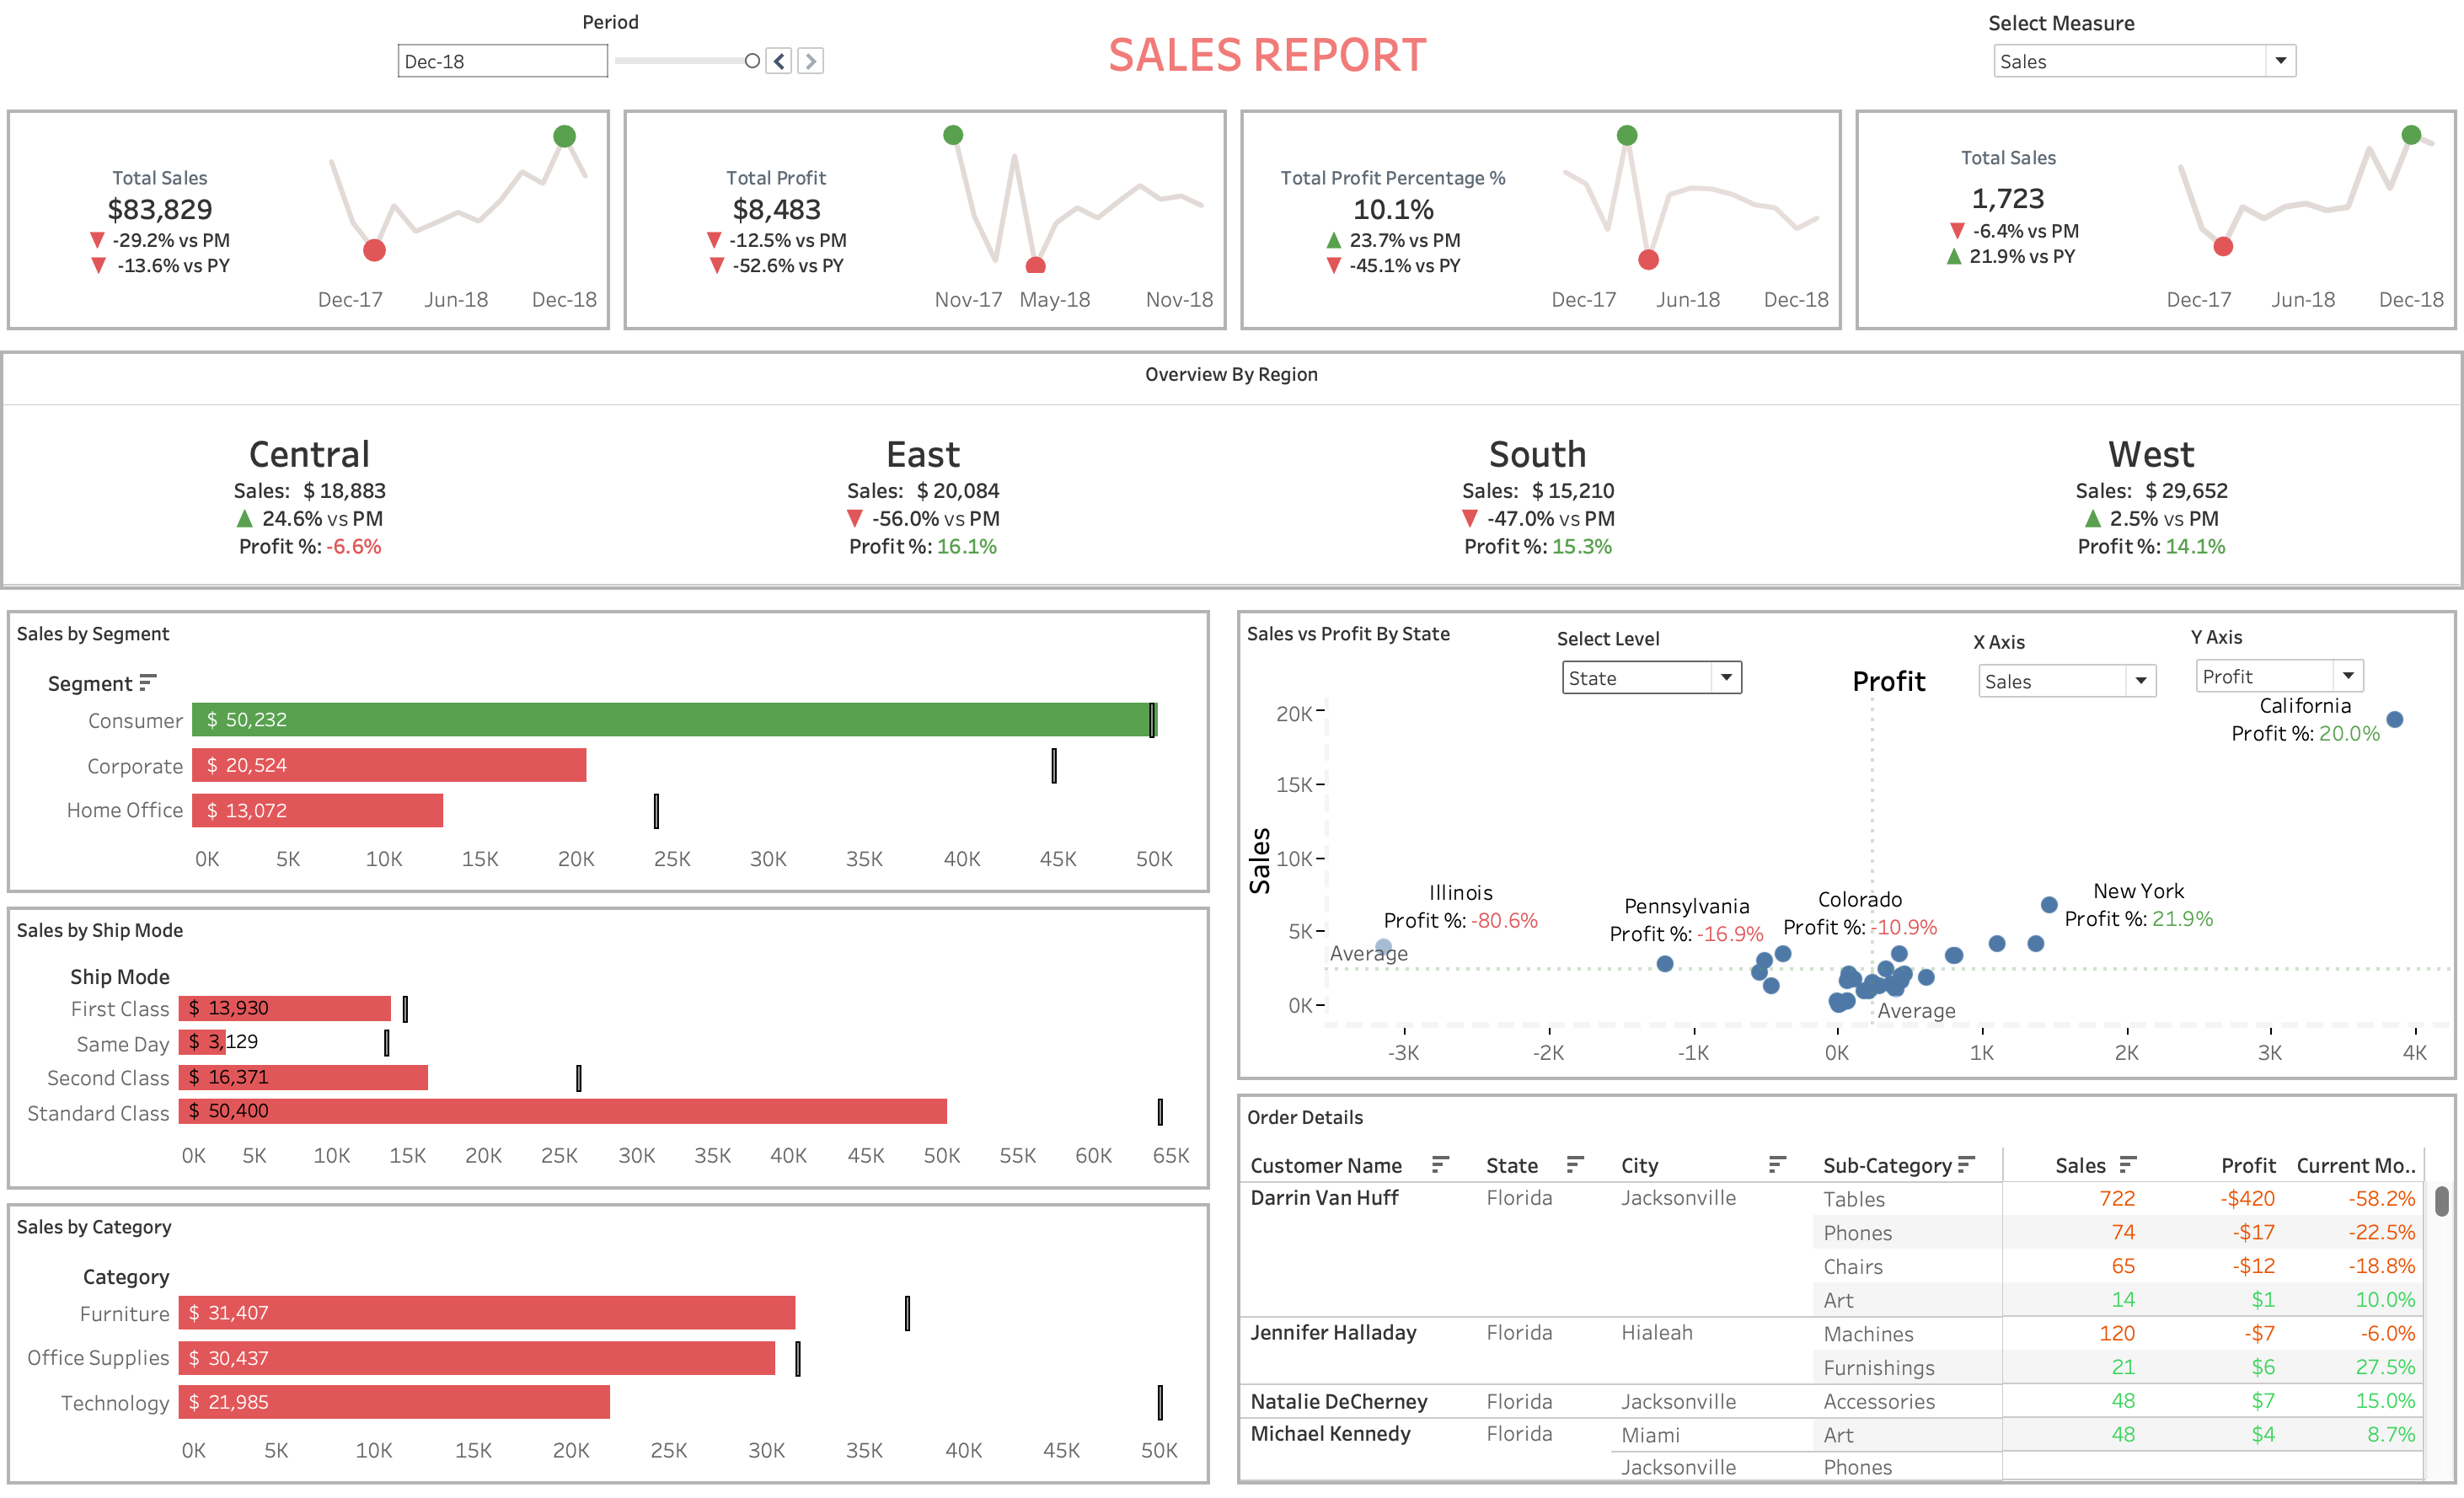 Period
Dec-18
SALES REPORT
Select Measure
Sales
Total Sales
$83,829
-29.2% vs PM
-13.6% vs PY
Dec-17 Jun-18 Dec-18
Total Profit
$8,483
-12.5% vs PM
-52.6% vs PY
Nov-17 May-18 Nov-18
Total Profit Percentage %
10.1%
23.7% vs PM
-45.1% vs PY
Dec-17 Jun-18 Dec-18
Total Sales
1,723
-6.4% vs PM
21.9% vs PY
Dec-17 Jun-18 Dec-18
Overview By Region
Central
Sales: $ 18,883
24.6% vs PM
Profit %: -6.6%
East
Sales: $ 20,084
-56.0% vs PM
Profit %: 16.1%
South
Sales: $ 15,210
-47.0% vs PM
Profit %: 15.3%
West
Sales: $ 29,652
2.5% vs PM
Profit %: 14.1%
Sales by Segment
Segment
Consumer $ 50,232
Corporate $ 20,524
Home Office $ 13,072
0K 5K 10K 15K 20K 25K 30K 35K 40K 45K 50K
Sales by Ship Mode
Ship Mode
First Class $ 13,930
Same Day $ 3,129
Second Class $ 16,371
Standard Class $ 50,400
0K 5K 10K 15K 20K 25K 30K 35K 40K 45K 50K 55K 60K 65K
Sales by Category
Category
Furniture $ 31,407
Office Supplies $ 30,437
Technology $ 21,985
0K 5K 10K 15K 20K 25K 30K 35K 40K 45K 50K
Sales vs Profit By State
Select Level
State
X Axis
Sales
Y Axis
Profit
Profit
Sales
20K
15K
10K
5K
0K
California
Profit %: 20.0%
Illinois
Profit %: -80.6%
Pennsylvania
Profit %: -16.9%
Colorado
Profit %: -10.9%
New York
Profit %: 21.9%
Average
Average
-3K -2K -1K 0K 1K 2K 3K 4K
Order Details
Customer Name State City Sub-Category Sales Profit Current Mo..
Darrin Van Huff Florida Jacksonville Tables 722 -$420 -58.2%
Phones 74 -$17 -22.5%
Chairs 65 -$12 -18.8%
Art 14 $1 10.0%
Jennifer Halladay Florida Hialeah Machines 120 -$7 -6.0%
Furnishings 21 $6 27.5%
Natalie DeCherney Florida Jacksonville Accessories 48 $7 15.0%
Michael Kennedy Florida Miami Art 48 $4 8.7%
Jacksonville Phones